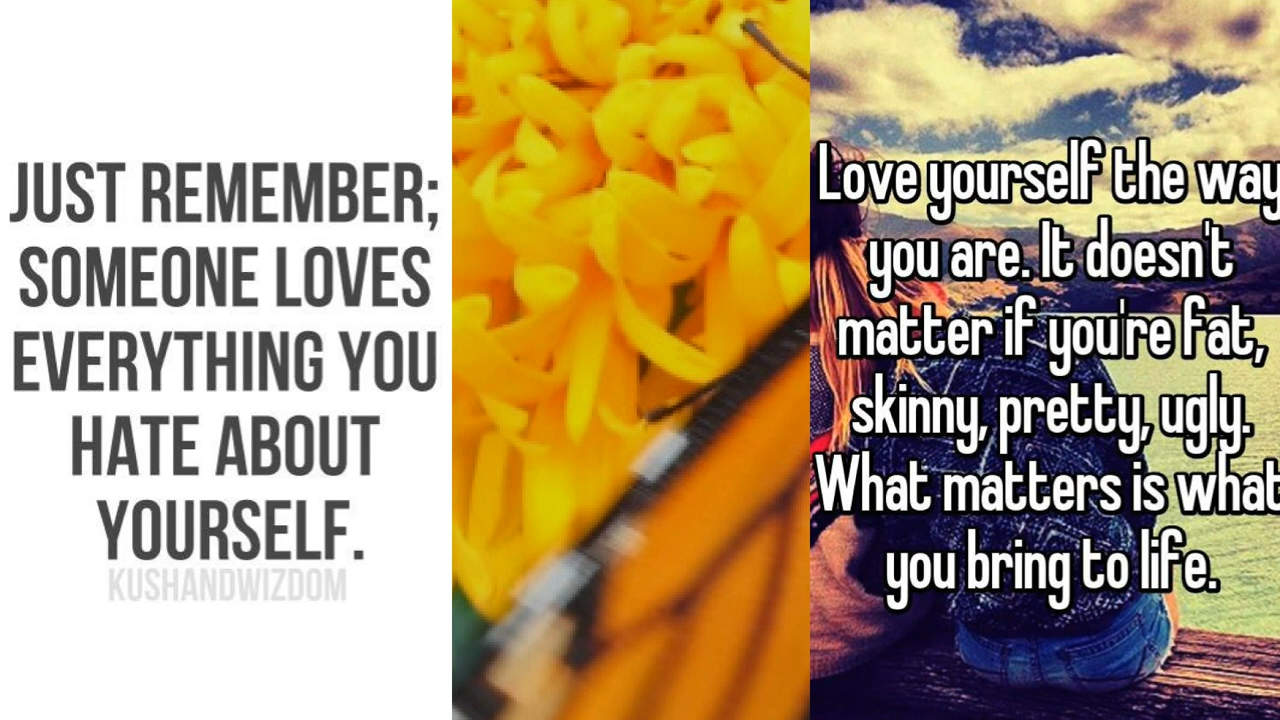 JUST REMEMBER;
SOMEONE LOVES
EVERYTHING YOU
HATE ABOUT
YOURSELF.
KUSHANDWIZDOM
Love yourself the way
you are. It doesn't
matter if you're fat,
skinny, pretty, ugly.
What matters is what
you bring to life.